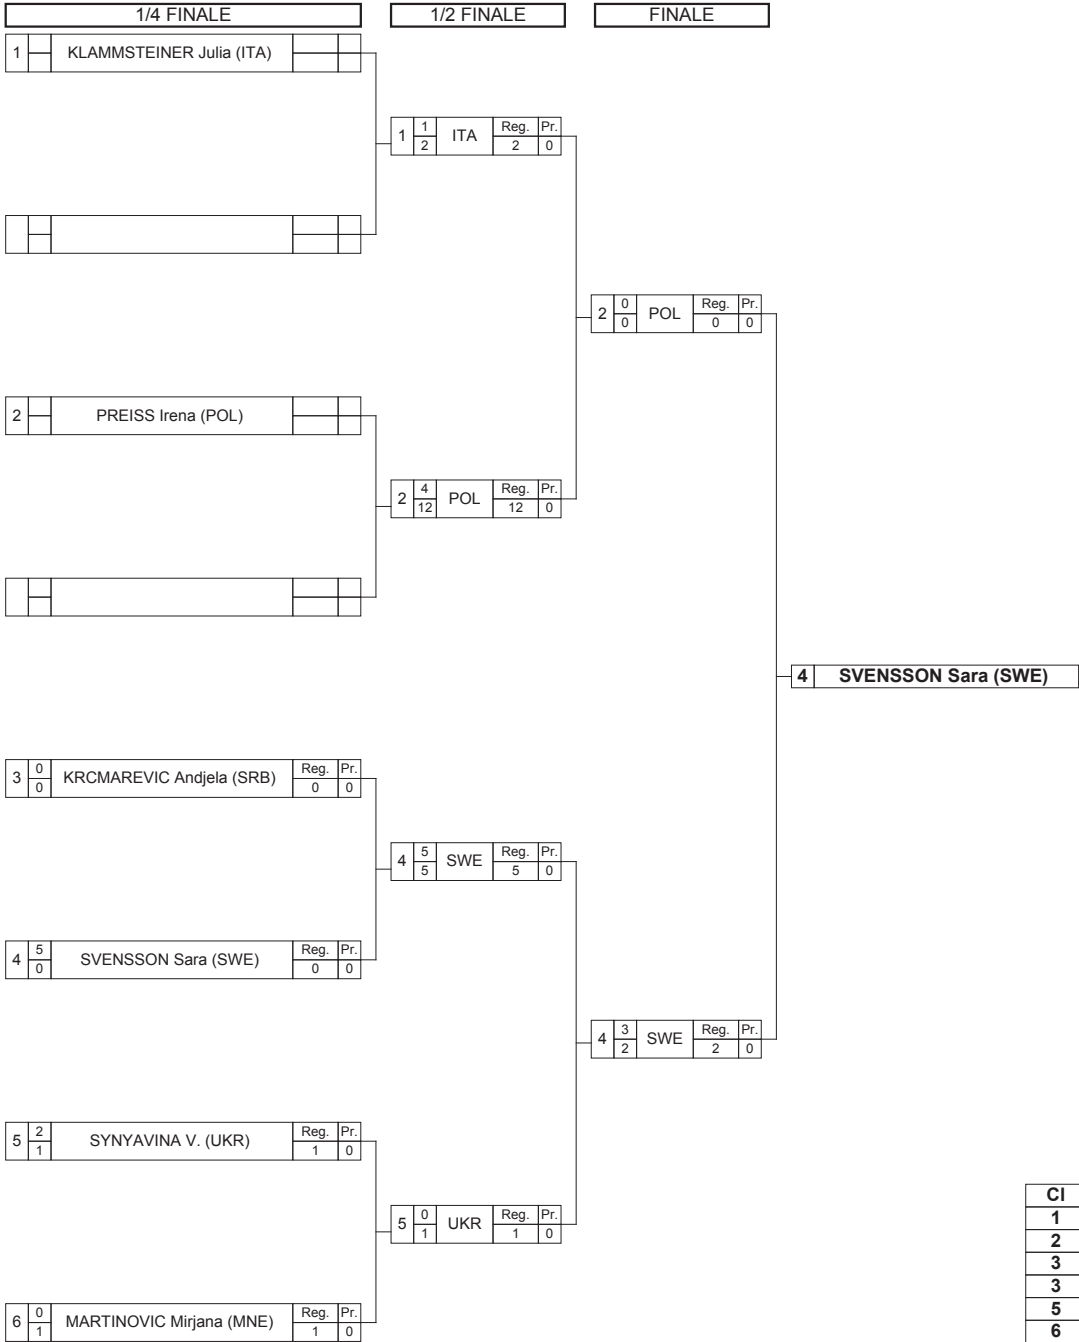 1/4 FINALE 1/2 FINALE FINALE
1 KLAMMSTEINER Julia (ITA)
1 1 ITA Reg. Pr.
2 2 0
2 0 POL Reg. Pr.
0 0 0
2 PREISS Irena (POL)
2 4 POL Reg. Pr.
12 12 0
4 SVENSSON Sara (SWE)
3 0 KRCMAREVIC Andjela (SRB) Reg. Pr.
0 0 0
4 5 SWE Reg. Pr.
5 5 0
4 5 SVENSSON Sara (SWE) Reg. Pr.
0 0 0
4 3 SWE Reg. Pr.
2 2 0
5 2 SYNYAVINA V. (UKR) Reg. Pr.
1 1 0
5 0 UKR Reg. Pr.
1 1 0
6 0 MARTINOVIC Mirjana (MNE) Reg. Pr.
1 1 0
Cl
1
2
3
3
5
6